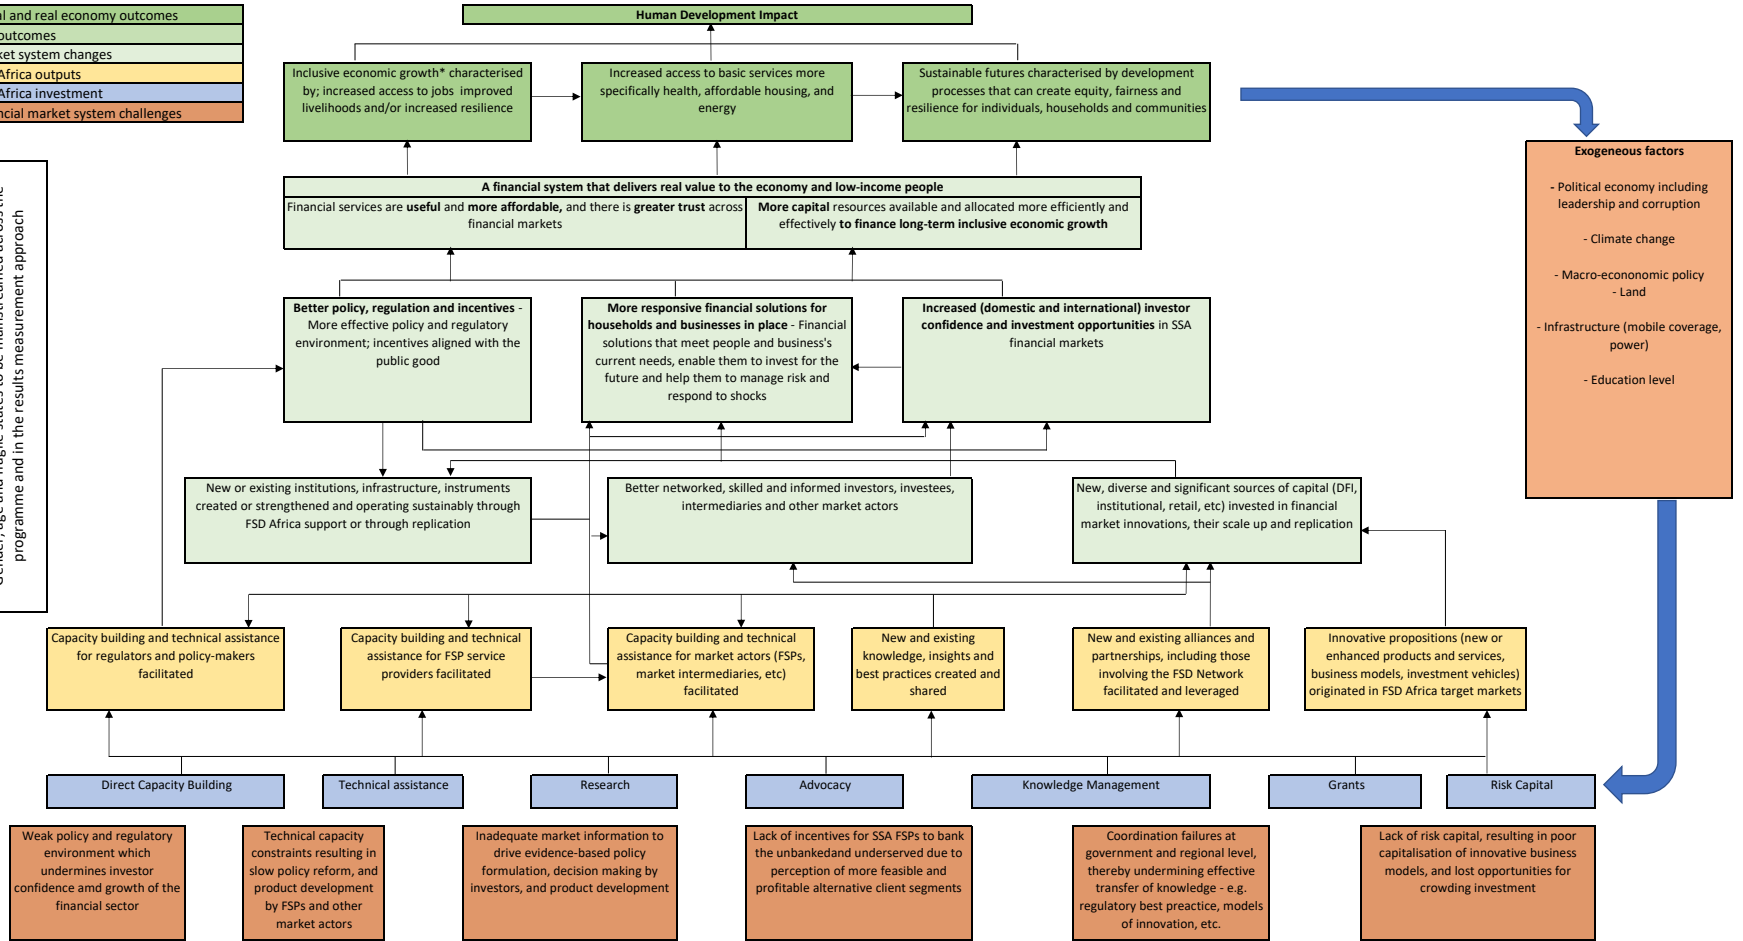 al and real economy outcomes
outcomes
ket system changes
Africa outputs
Africa investment
ncial market system challenges
Human Development Impact
Inclusive economic growth* characterised
by; increased access to jobs improved
livelihoods and/or increased resilience
Increased access to basic services more
specifically health, affordable housing, and
energy
Sustainable futures characterised by development
processes that can create equity, fairness and
resilience for individuals, households and communities
Exogeneous factors
- Political economy including
leadership and corruption
- Climate change
- Macro-econonomic policy
- Land
- Infrastructure (mobile coverage,
power)
- Education level
Gender, age and fragile states to be mainstreamed across the
programme and in the results measurement approach
A financial system that delivers real value to the economy and low-income people
Financial services are useful and more affordable, and there is greater trust across
financial markets
More capital resources available and allocated more efficiently and
effectively to finance long-term inclusive economic growth
Better policy, regulation and incentives -
More effective policy and regulatory
environment; incentives aligned with the
public good
More responsive financial solutions for
households and businesses in place - Financial
solutions that meet people and business's
current needs, enable them to invest for the
future and help them to manage risk and
respond to shocks
Increased (domestic and international) investor
confidence and investment opportunities in SSA
financial markets
New or existing institutions, infrastructure, instruments
created or strengthened and operating sustainably through
FSD Africa support or through replication
Better networked, skilled and informed investors, investees,
intermediaries and other market actors
New, diverse and significant sources of capital (DFI,
institutional, retail, etc) invested in financial
market innovations, their scale up and replication
Capacity building and technical assistance
for regulators and policy-makers
facilitated
Capacity building and technical
assistance for FSP service
providers facilitated
Capacity building and technical
assistance for market actors (FSPs,
market intermediaries, etc)
facilitated
New and existing
knowledge, insights and
best practices created and
shared
New and existing alliances and
partnerships, including those
involving the FSD Network
facilitated and leveraged
Innovative propositions (new or
enhanced products and services,
business models, investment vehicles)
originated in FSD Africa target markets
Direct Capacity Building
Technical assistance
Research
Advocacy
Knowledge Management
Grants
Risk Capital
Weak policy and regulatory
environment which
undermines investor
confidence amd growth of the
financial sector
Technical capacity
constraints resulting in
slow policy reform, and
product development
by FSPs and other
market actors
Inadequate market information to
drive evidence-based policy
formulation, decision making by
investors, and product development
Lack of incentives for SSA FSPs to bank
the unbankedand underserved due to
perception of more feasible and
profitable alternative client segments
Coordination failures at
government and regional level,
thereby undermining effective
transfer of knowledge - e.g.
regulatory best preactice, models
of innovation, etc.
Lack of risk capital, resulting in poor
capitalisation of innovative business
models, and lost opportunities for
crowding investment